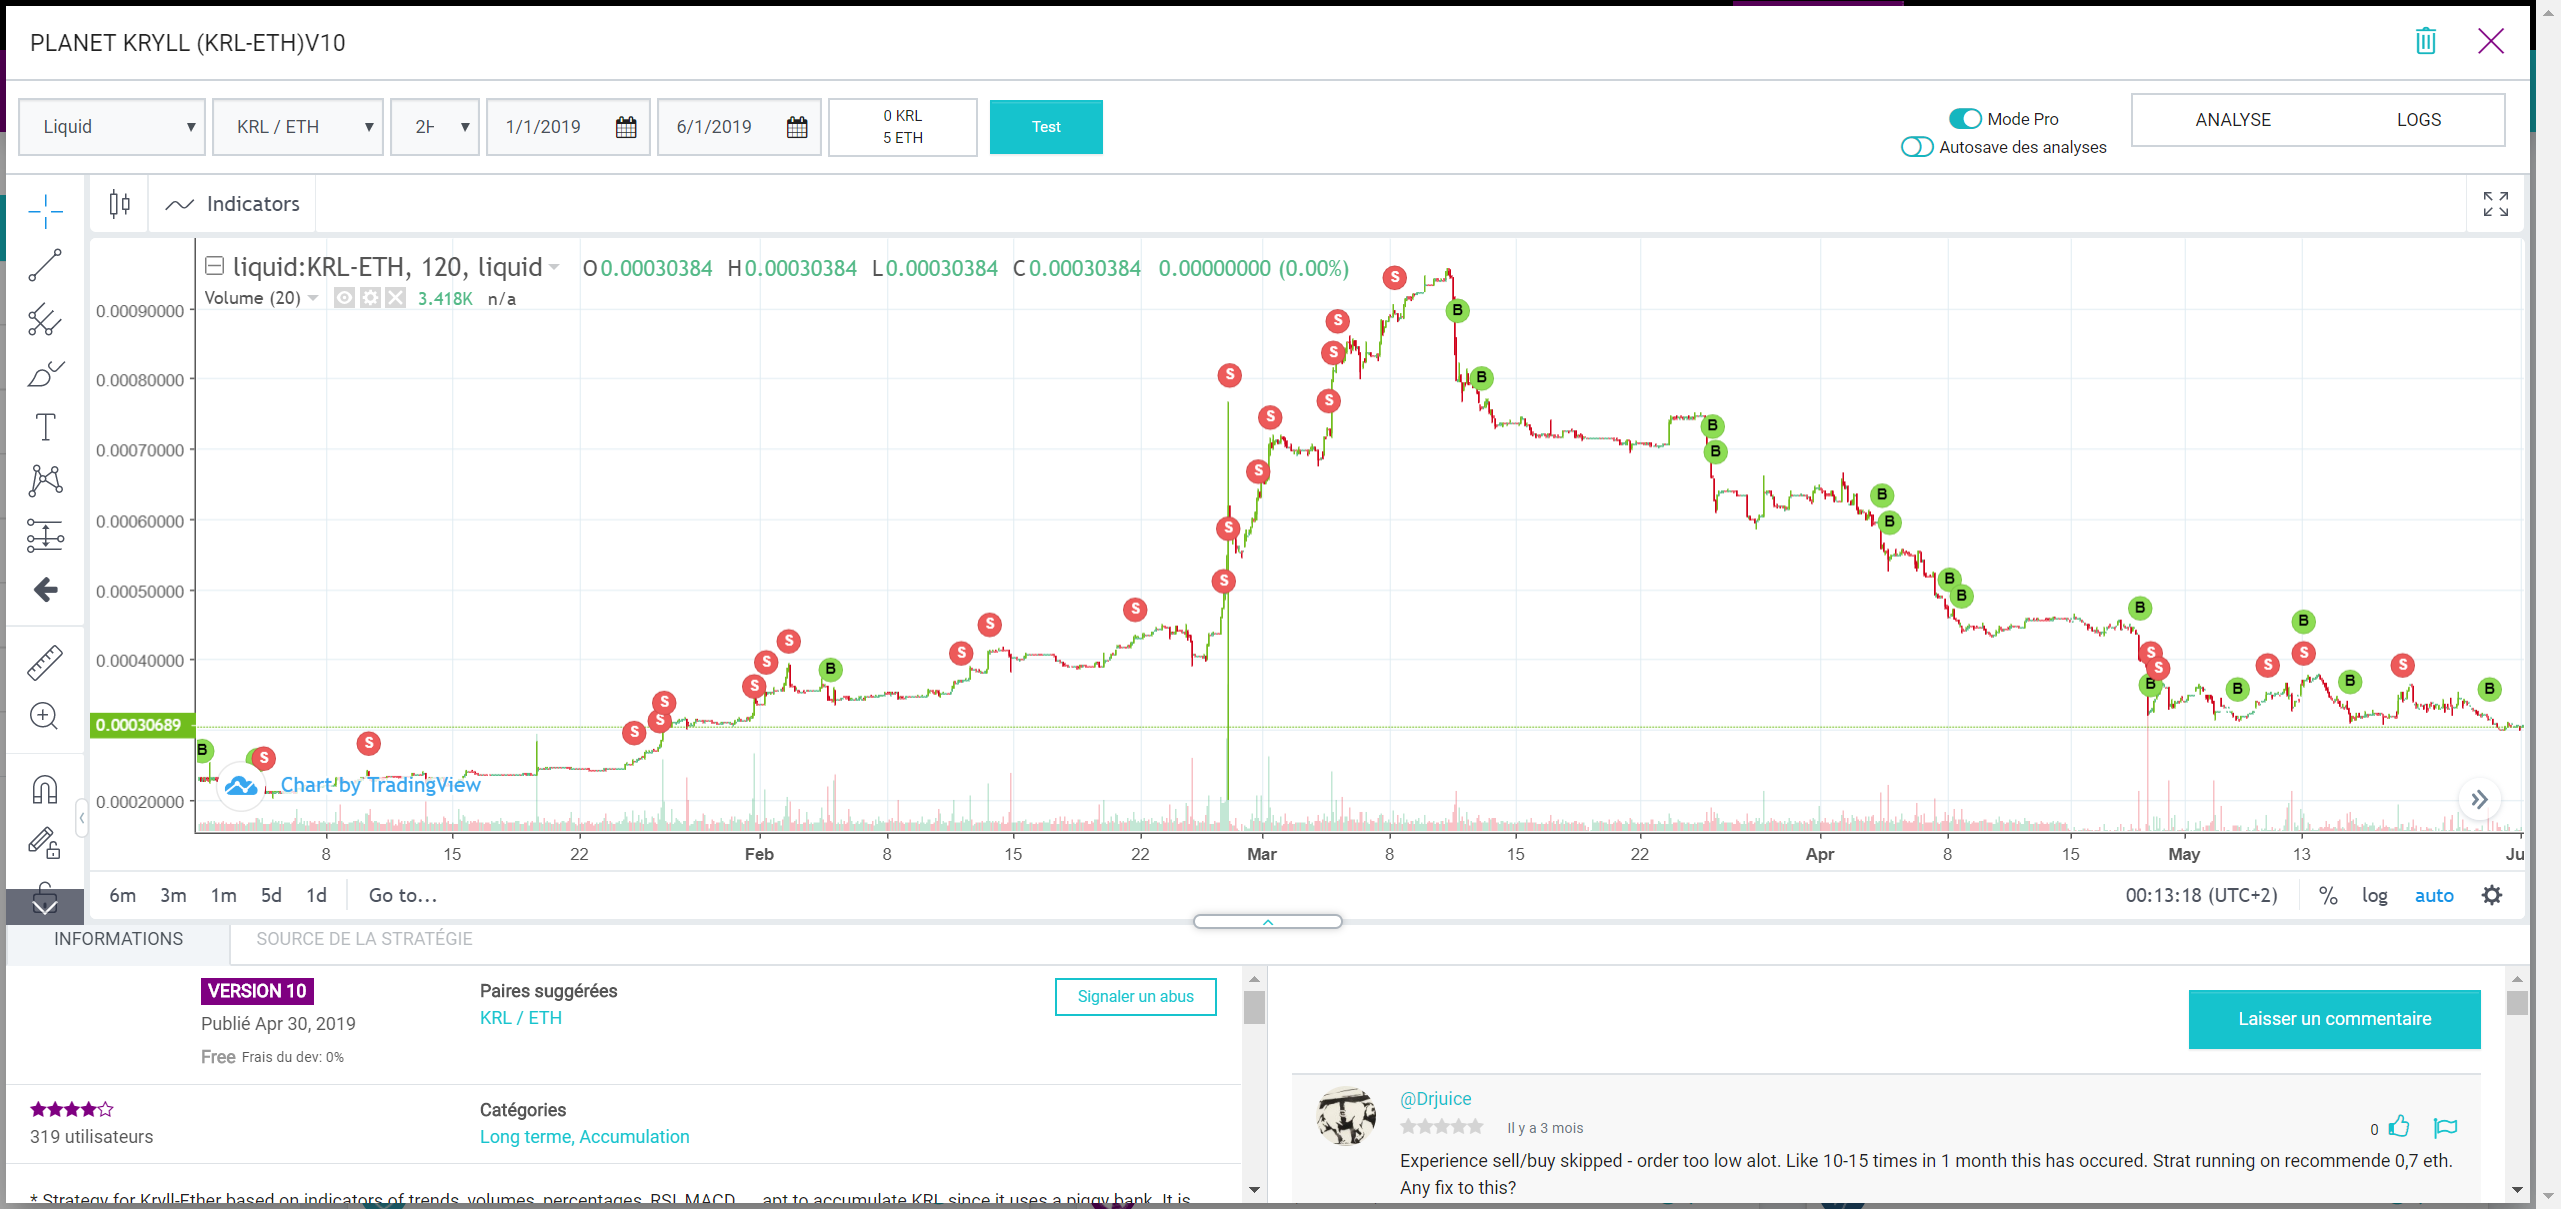 PLANET KRYLL (KRL-ETH)V10
Liquid
KRL / ETH
1/1/2019
6/1/2019
0 KRL
5 ETH
Test
Mode Pro
Autosave des analyses
ANALYSE
LOGS
Indicators
liquid:KRL-ETH, 120, liquid O0.00030384 H0.00030384 L0.00030384 C0.00030384 0.00000000 (0.00%)
Volume (20) 3.418K n/a
0.00090000
0.00080000
0.00070000
0.00060000
0.00050000
0.00040000
0.00030689
0.00020000
B
S
S
S
S
S
S
S
S
B
S
S
S
S
S
S
S
S
S
S
S
S
B
B
B
B
B
B
B
B
B
S
S
B
B
S
B
S
B
S
B
Chart by TradingView
8 15 22 Feb 8 15 22 Mar 8 15 22 Apr 8 15 May 13 Ju
6m 3m 1m 5d 1d Go to...
00:13:18 (UTC+2) % log auto
INFORMATIONS
SOURCE DE LA STRATÉGIE
VERSION 10
Publié Apr 30, 2019
Free Frais du dev: 0%
Paires suggérées
KRL / ETH
Signaler un abus
319 utilisateurs
Catégories
Long terme, Accumulation
* Strategy for Kryll-Ether based on indicators of trends, volumes, percentages, RSI, MACD ... apt to accumulate KRL since it uses a piggy bank. It is
Laisser un commentaire
@Drjuice
Il y a 3 mois
0
Experience sell/buy skipped - order too low alot. Like 10-15 times in 1 month this has occured. Strat running on recommende 0,7 eth.
Any fix to this?